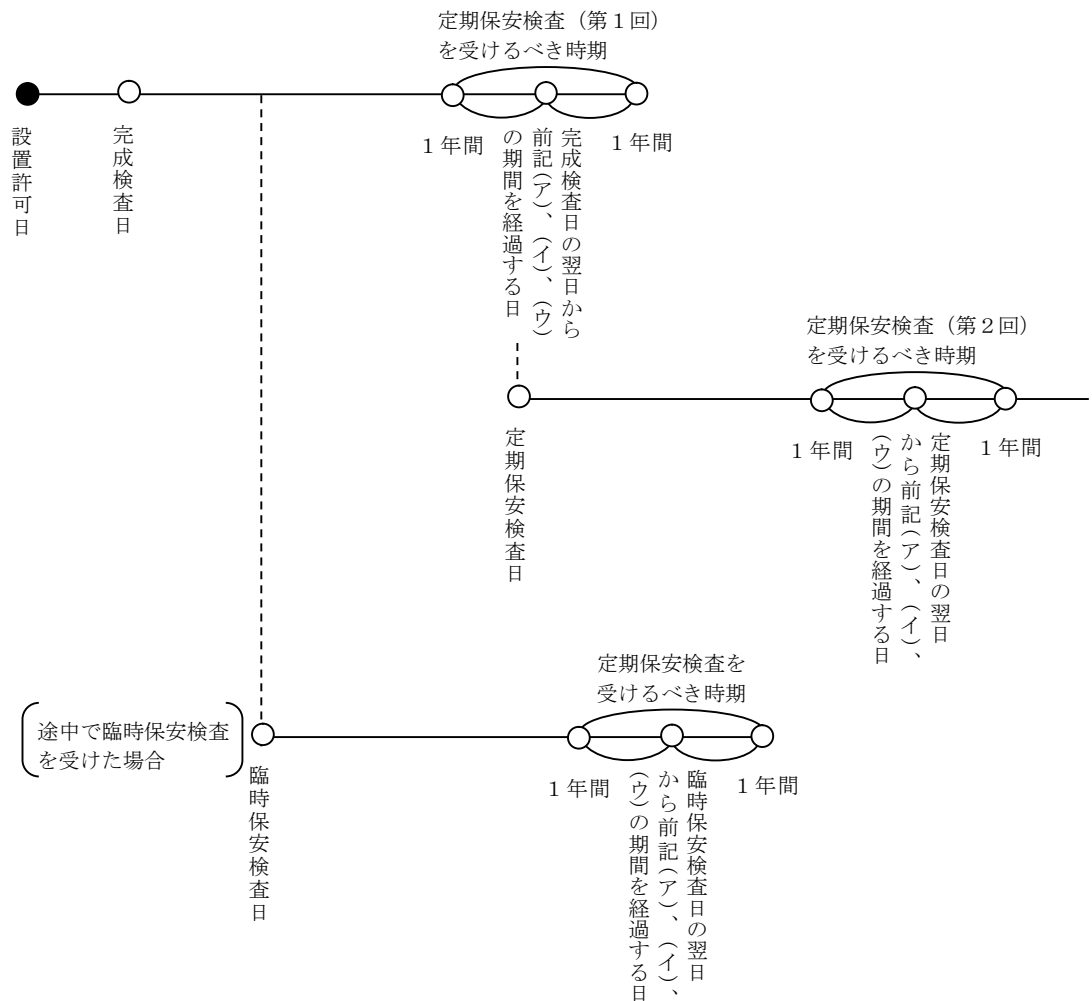 定期保安検査（第１回）
を受けるべき時期
設置許可日
完成検査日
１年間
完成検査日の翌日から
前記(ア)、(イ)、(ウ)
の期間を経過する日
１年間
定期保安検査（第２回）
を受けるべき時期
定期保安検査日
１年間
定期保安検査日の翌日
から前記(ア)、(イ)、
(ウ)の期間を経過する日
１年間
定期保安検査を
受けるべき時期
途中で臨時保安検査
を受けた場合
臨時保安検査日
１年間
臨時保安検査日の翌日
から前記(ア)、(イ)、
(ウ)の期間を経過する日
１年間